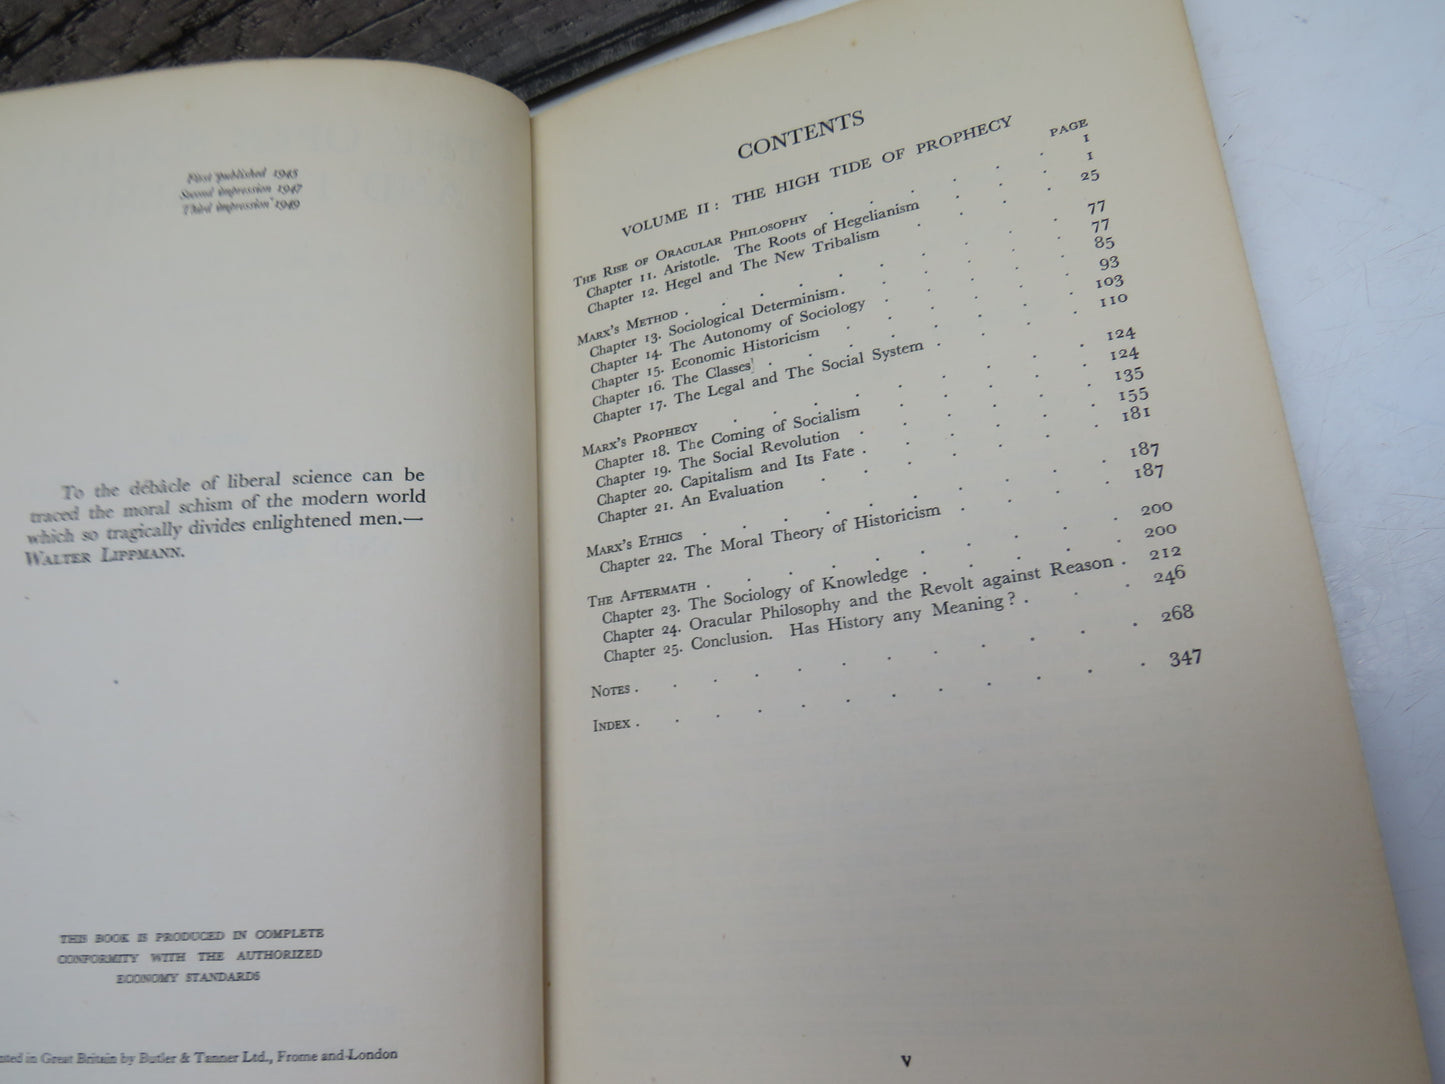 First published 1945
Second impression 1947
Third impression 1949
To the débâcle of liberal science can be
traced the moral schism of the modern world
which so tragically divides enlightened men.—
WALTER LIPPMANN.
THIS BOOK IS PRODUCED IN COMPLETE
CONFORMITY WITH THE AUTHORIZED
ECONOMY STANDARDS
in Great Britain by Butler & Tanner Ltd., Frome and London
CONTENTS
VOLUME II: THE HIGH TIDE OF PROPHECY
PAGE
THE RISE OF ORACULAR PHILOSOPHY . . . . . . 1
Chapter 11. Aristotle. The Roots of Hegelianism . . . 1
Chapter 12. Hegel and The New Tribalism . . . . 25
MARX'S METHOD . . . . . . . . . 77
Chapter 13. Sociological Determinism . . . . . 77
Chapter 14. The Autonomy of Sociology . . . . . 85
Chapter 15. Economic Historicism . . . . . 93
Chapter 16. The Classes . . . . . . . 103
Chapter 17. The Legal and The Social System . . . . 110
MARX'S PROPHECY . . . . . . . . . 124
Chapter 18. The Coming of Socialism . . . . . 124
Chapter 19. The Social Revolution . . . . . 135
Chapter 20. Capitalism and Its Fate . . . . . 155
Chapter 21. An Evaluation . . . . . . . 181
MARX'S ETHICS . . . . . . . . . 187
Chapter 22. The Moral Theory of Historicism . . . . 187
THE AFTERMATH . . . . . . . . . 200
Chapter 23. The Sociology of Knowledge . . . . 200
Chapter 24. Oracular Philosophy and the Revolt against Reason . 212
Chapter 25. Conclusion. Has History any Meaning? . . . 246
NOTES . . . . . . . . . . . 268
INDEX . . . . . . . . . . . 347
v